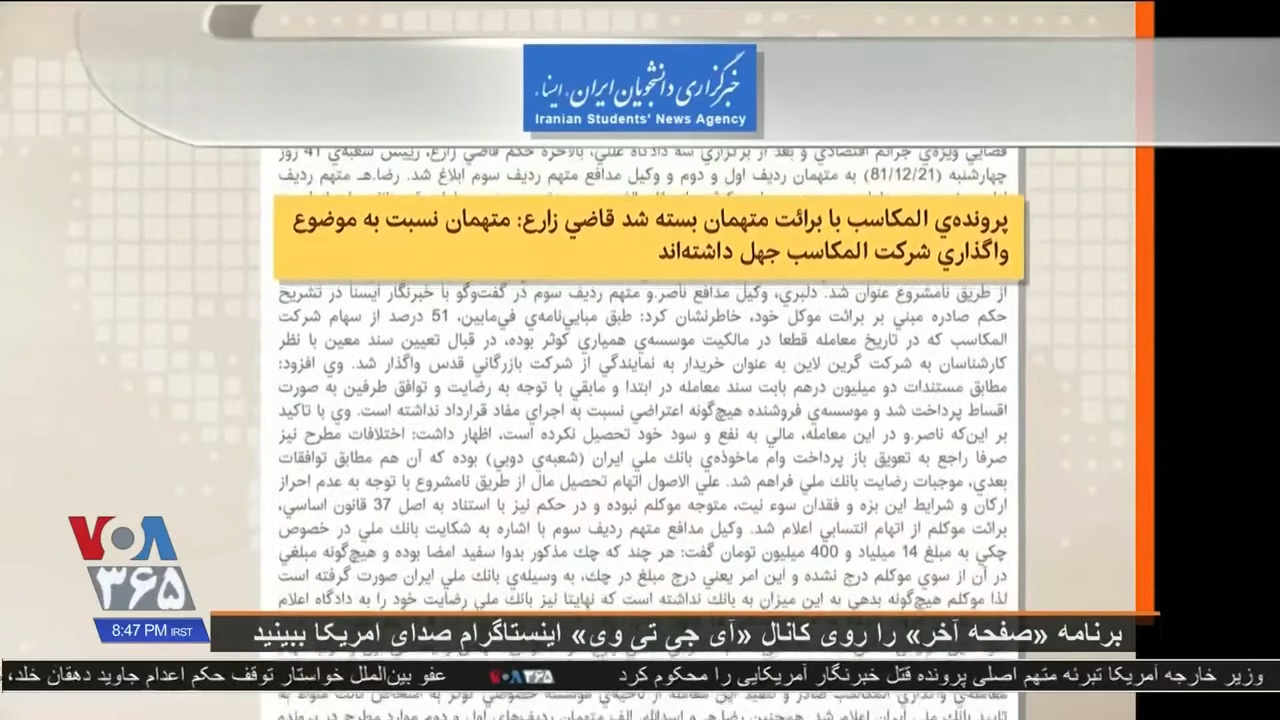 خبرگزاری دانشجویان ایران، ایسنا،
Iranian Students' News Agency
قضايي ويژه‌ي جرائم اقتصادي و بعد از برگزاري سه دادگاه علني، بالاخره حكم قاضي زارع، رييس شعبه‌ي 41 روز
چهارشنبه (81/12/21) به متهمان رديف اول و دوم و وكيل مدافع متهم رديف سوم ابلاغ شد. رضا.هـ متهم رديف
پرونده‌ي المكاسب با برائت متهمان بسته شد قاضي زارع: متهمان نسبت به موضوع
واگذاري شركت المكاسب جهل داشته‌اند
از طريق نامشروع عنوان شد. دلبري، وكيل مدافع ناصر.و متهم رديف سوم در گفت‌وگو با خبرنگار ايسنا در تشريح
حكم صادره مبني بر برائت موكل خود، خاطرنشان كرد: طبق مبايى‌نامه‌ي في‌مابين، 51 درصد از سهام شركت
المكاسب كه در تاريخ معامله قطعا در مالكيت موسسه‌ي همياري كوثر بوده، در قبال تعيين سند معين با نظر
كارشناسان به شركت گرين لاين به عنوان خريدار به نمايندگي از شركت بازرگاني قدس واگذار شد. وي افزود:
مطابق مستندات دو ميليون درهم بابت سند معامله در ابتدا و مابقي با توجه به رضايت و توافق طرفين به صورت
اقساط پرداخت شد و موسسه‌ي فروشنده هيچ‌گونه اعتراضي نسبت به اجراي مفاد قرارداد نداشته است. وي با تاكيد
بر اين‌كه ناصر.و در اين معامله، مالي به نفع و سود خود تحصيل نكرده است، اظهار داشت: اختلافات مطرح نيز
صرفا راجع به تعويق باز پرداخت وام ماخوذه‌ي بانك ملي ايران (شعبه‌ي دوبي) بوده كه آن هم مطابق توافقات
بعدي، موجبات رضايت بانك ملي فراهم شد. علي الاصول اتهام تحصيل مال از طريق نامشروع با توجه به عدم احراز
اركان و شرايط اين بزه و فقدان سوء نيت، متوجه موكلم نبوده و در حكم نيز با استناد به اصل 37 قانون اساسي،
برائت موكلم از اتهام انتسابي اعلام شد. وكيل مدافع متهم رديف سوم با اشاره به شكايت بانك ملي در خصوص
چكي به مبلغ 14 ميلياد و 400 ميليون تومان گفت: هر چند كه چك مذكور بدوا سفيد امضا بوده و هيچ‌گونه مبلغي
در آن از سوي موكلم درج نشده و اين امر يعني درج مبلغ در چك، به وسيله‌ي بانك ملي ايران صورت گرفته است
لذا موكلم هيچ‌گونه بدهي به اين ميزان به بانك نداشته است كه نهايتا نيز بانك ملي رضايت خود را به دادگاه اعلام
VOA
۳۶۵
8:47 PM IRST
برنامه «صفحه آخر» را روی کانال «آی جی تی وی» اینستاگرام صدای امریکا ببینید
وزیر خارجه آمریکا تبرئه متهم اصلی پرونده قتل خبرنگار آمریکایی را محکوم کرد VOA۳۶۵ عفو بین‌الملل خواستار توقف حکم اعدام جاوید دهقان خلد،